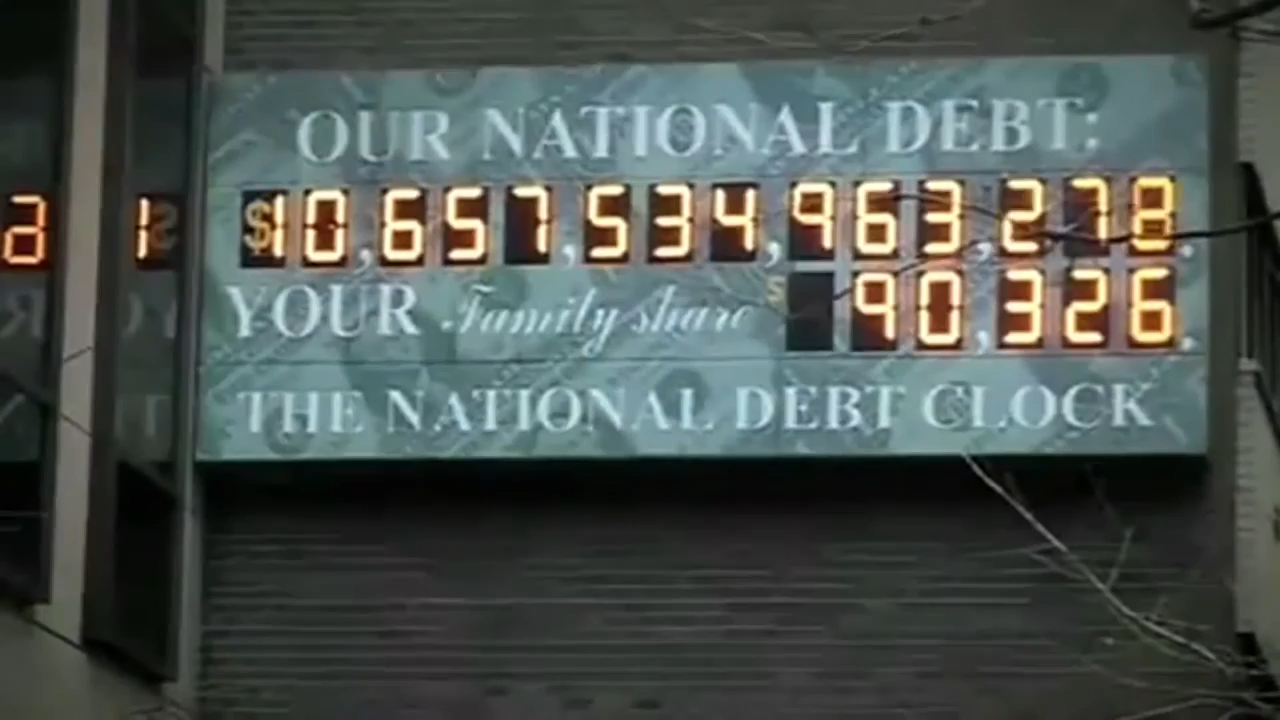 OUR NATIONAL DEBT:
$10,657,534,963,278.
YOUR Family share $90,326.
THE NATIONAL DEBT CLOCK